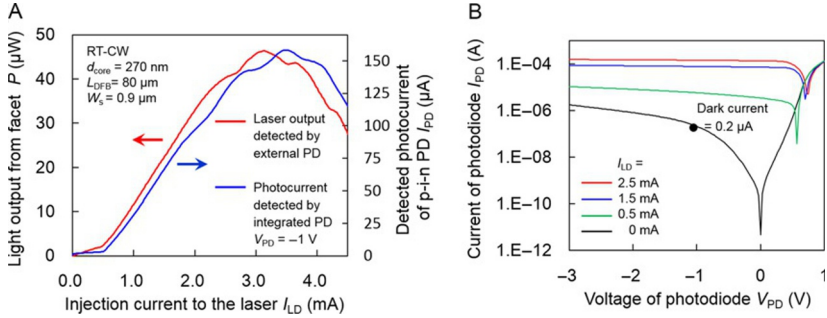 A
Light output from facet P (µW)
50
40
30
20
10
0
RT-CW
dcore = 270 nm
LDFB= 80 µm
Ws = 0.9 µm
Laser output
detected by
external PD
Photocurrent
detected by
integrated PD
VPD = –1 V
150
125
100
75
50
25
0
Detected photocurrent
of p-i-n PD IPD (µA)
0.0 1.0 2.0 3.0 4.0
Injection current to the laser ILD (mA)
B
Current of photodiode IPD (A)
1.E–04
1.E–06
1.E–08
1.E–10
1.E–12
Dark current
= 0.2 µA
ILD =
2.5 mA
1.5 mA
0.5 mA
0 mA
–3 –2 –1 0 1
Voltage of photodiode VPD (V)